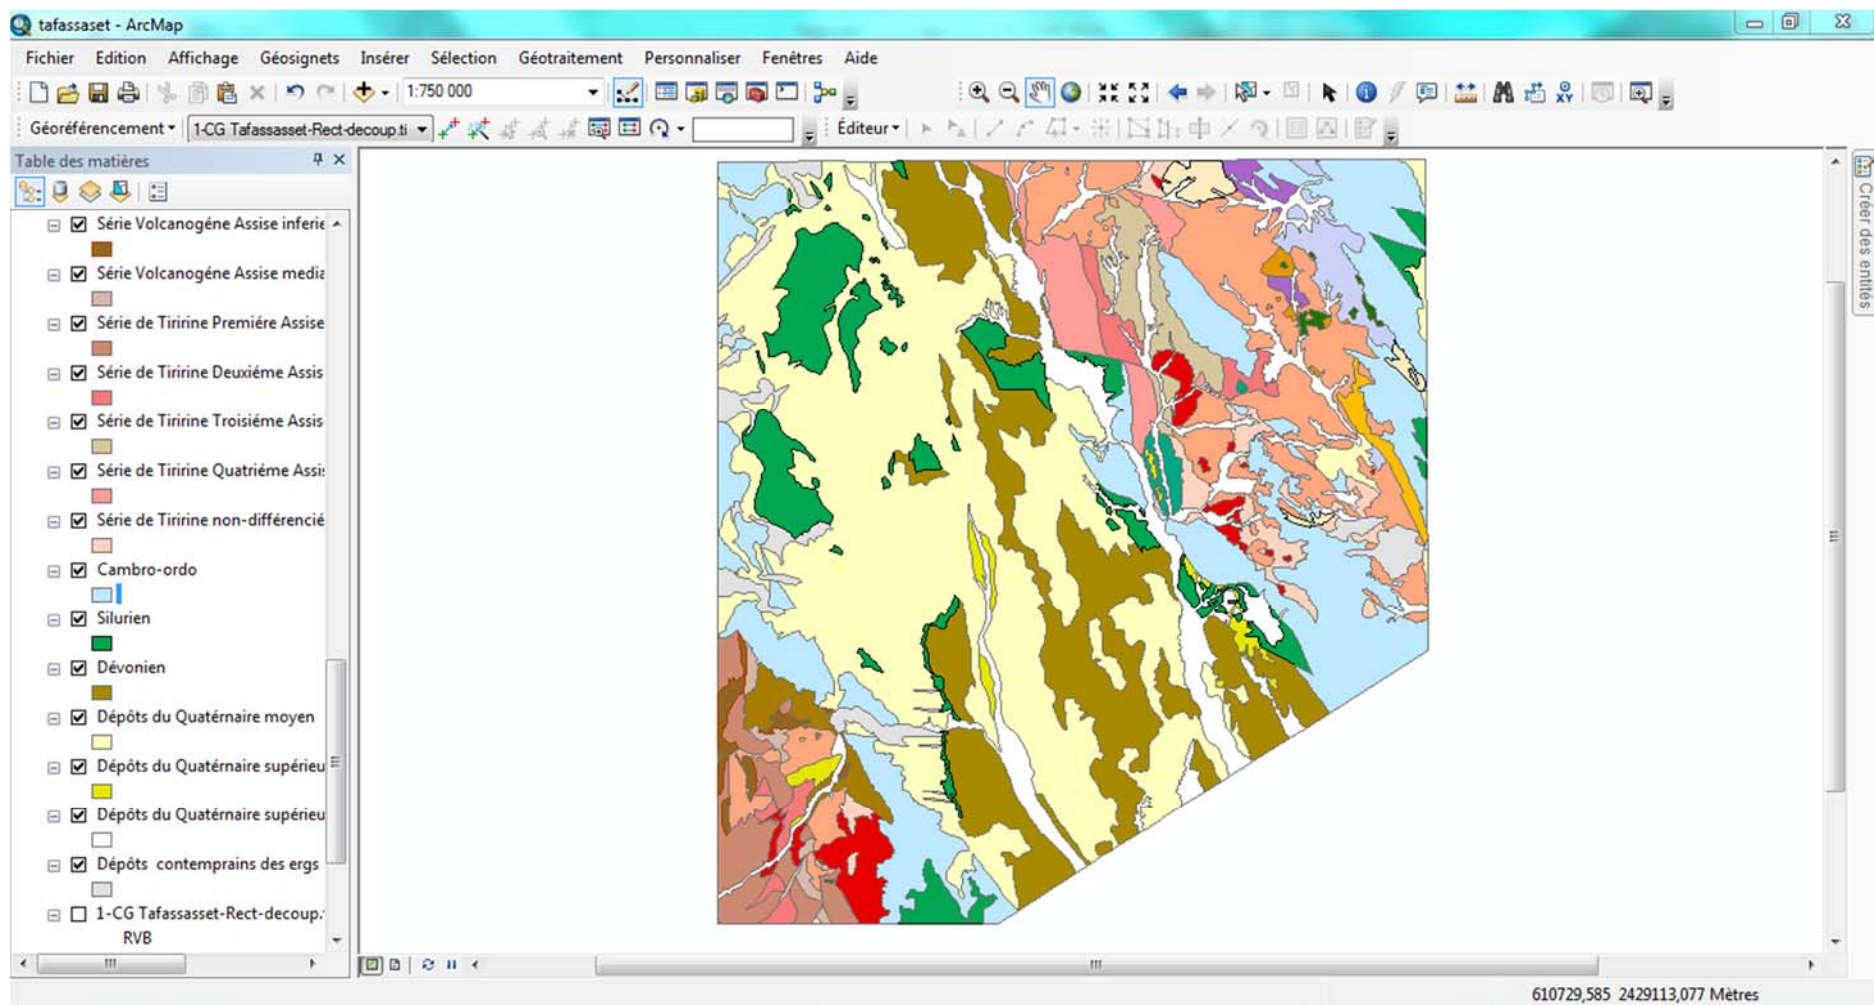 tafassaset - ArcMap
Fichier Edition Affichage Géosignets Insérer Sélection Géotraitement Personnaliser Fenêtres Aide
1:750 000
Géoréférencement 1-CG Tafassasset-Rect-decoup.ti Éditeur
Table des matières
Créer des entités
Série Volcanogéne Assise inferie
Série Volcanogéne Assise media
Série de Tiririne Premiére Assise
Série de Tiririne Deuxiéme Assis
Série de Tiririne Troisiéme Assis
Série de Tiririne Quatriéme Assi
Série de Tiririne non-différencié
Cambro-ordo
Silurien
Dévonien
Dépôts du Quatérnaire moyen
Dépôts du Quatérnaire supérieu
Dépôts du Quatérnaire supérieu
Dépôts contemprains des ergs
1-CG Tafassasset-Rect-decoup.
RVB
610729,585 2429113,077 Mètres